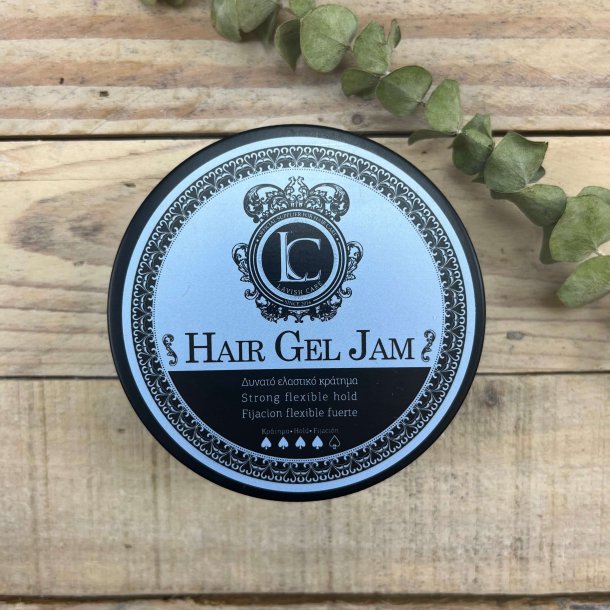 LC
LAVISH CARE
HAIR GEL JAM
Δυνατό ελαστικό κράτημα
Strong flexible hold
Fijacion flexible fuerte
Κράτημα•Hold•Fijación